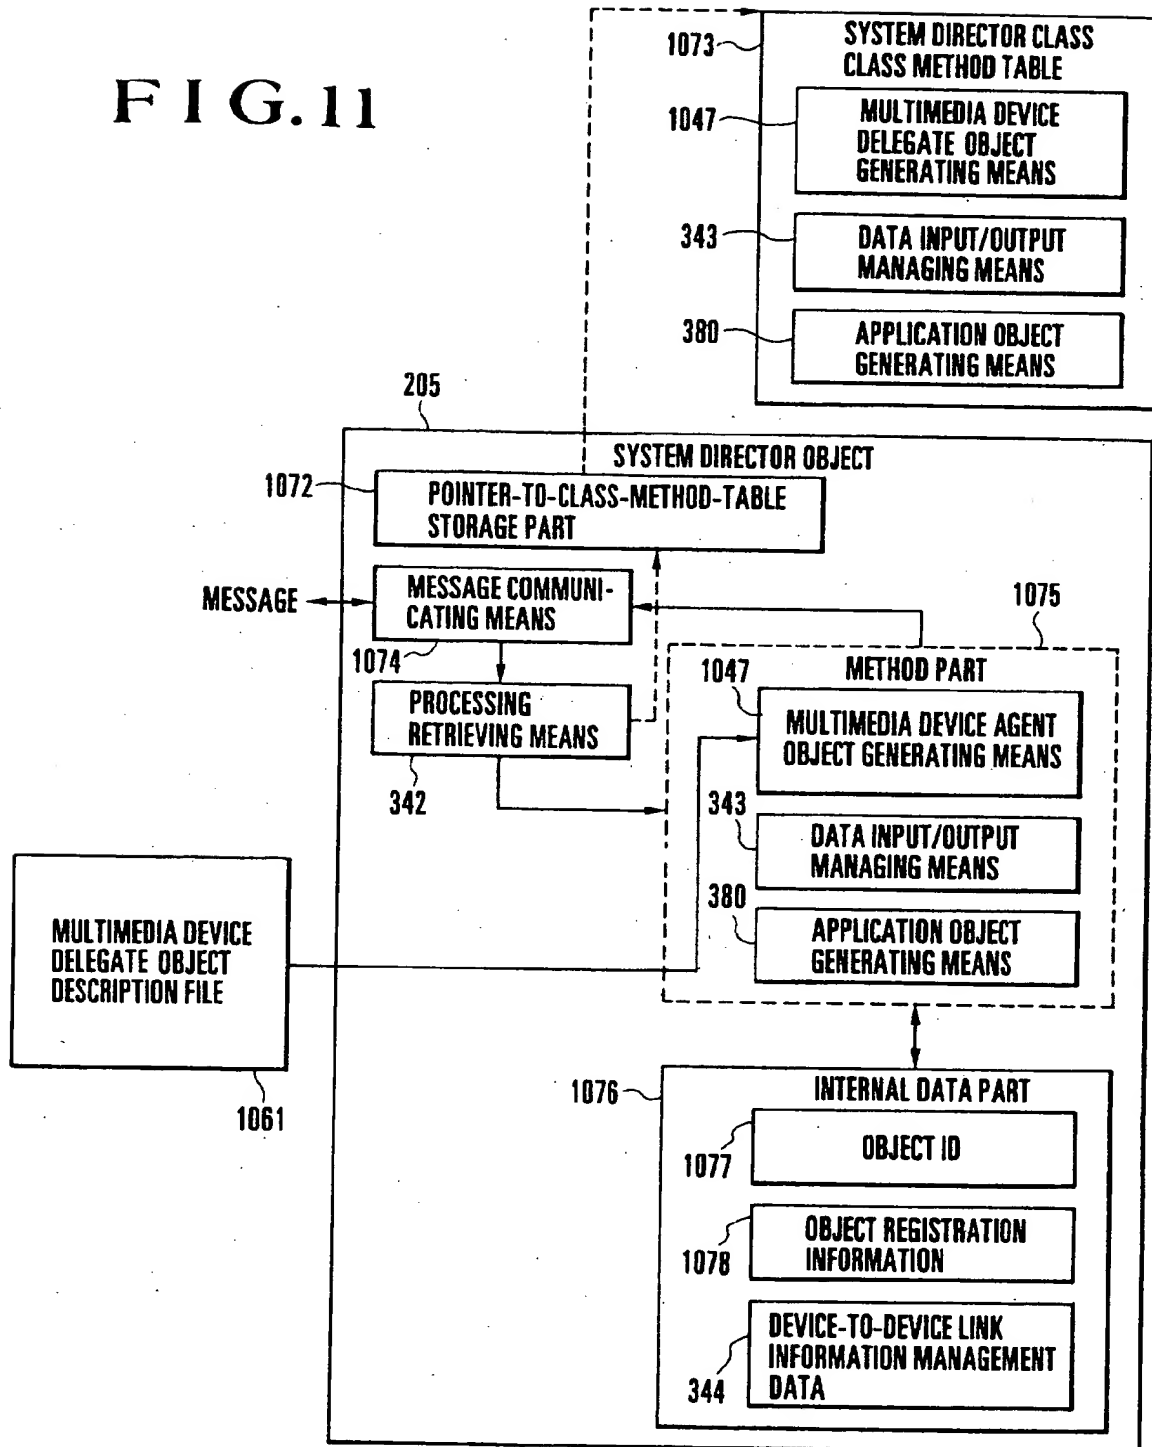 FIG.11
1073
SYSTEM DIRECTOR CLASS
CLASS METHOD TABLE
1047
MULTIMEDIA DEVICE
DELEGATE OBJECT
GENERATING MEANS
343
DATA INPUT/OUTPUT
MANAGING MEANS
380
APPLICATION OBJECT
GENERATING MEANS
205
SYSTEM DIRECTOR OBJECT
1072
POINTER-TO-CLASS-METHOD-TABLE
STORAGE PART
MESSAGE
MESSAGE COMMUNI-
CATING MEANS
1074
PROCESSING
RETRIEVING MEANS
342
1075
METHOD PART
1047
MULTIMEDIA DEVICE AGENT
OBJECT GENERATING MEANS
343
DATA INPUT/OUTPUT
MANAGING MEANS
380
APPLICATION OBJECT
GENERATING MEANS
MULTIMEDIA DEVICE
DELEGATE OBJECT
DESCRIPTION FILE
1061
1076
INTERNAL DATA PART
1077
OBJECT ID
1078
OBJECT REGISTRATION
INFORMATION
344
DEVICE-TO-DEVICE LINK
INFORMATION MANAGEMENT
DATA